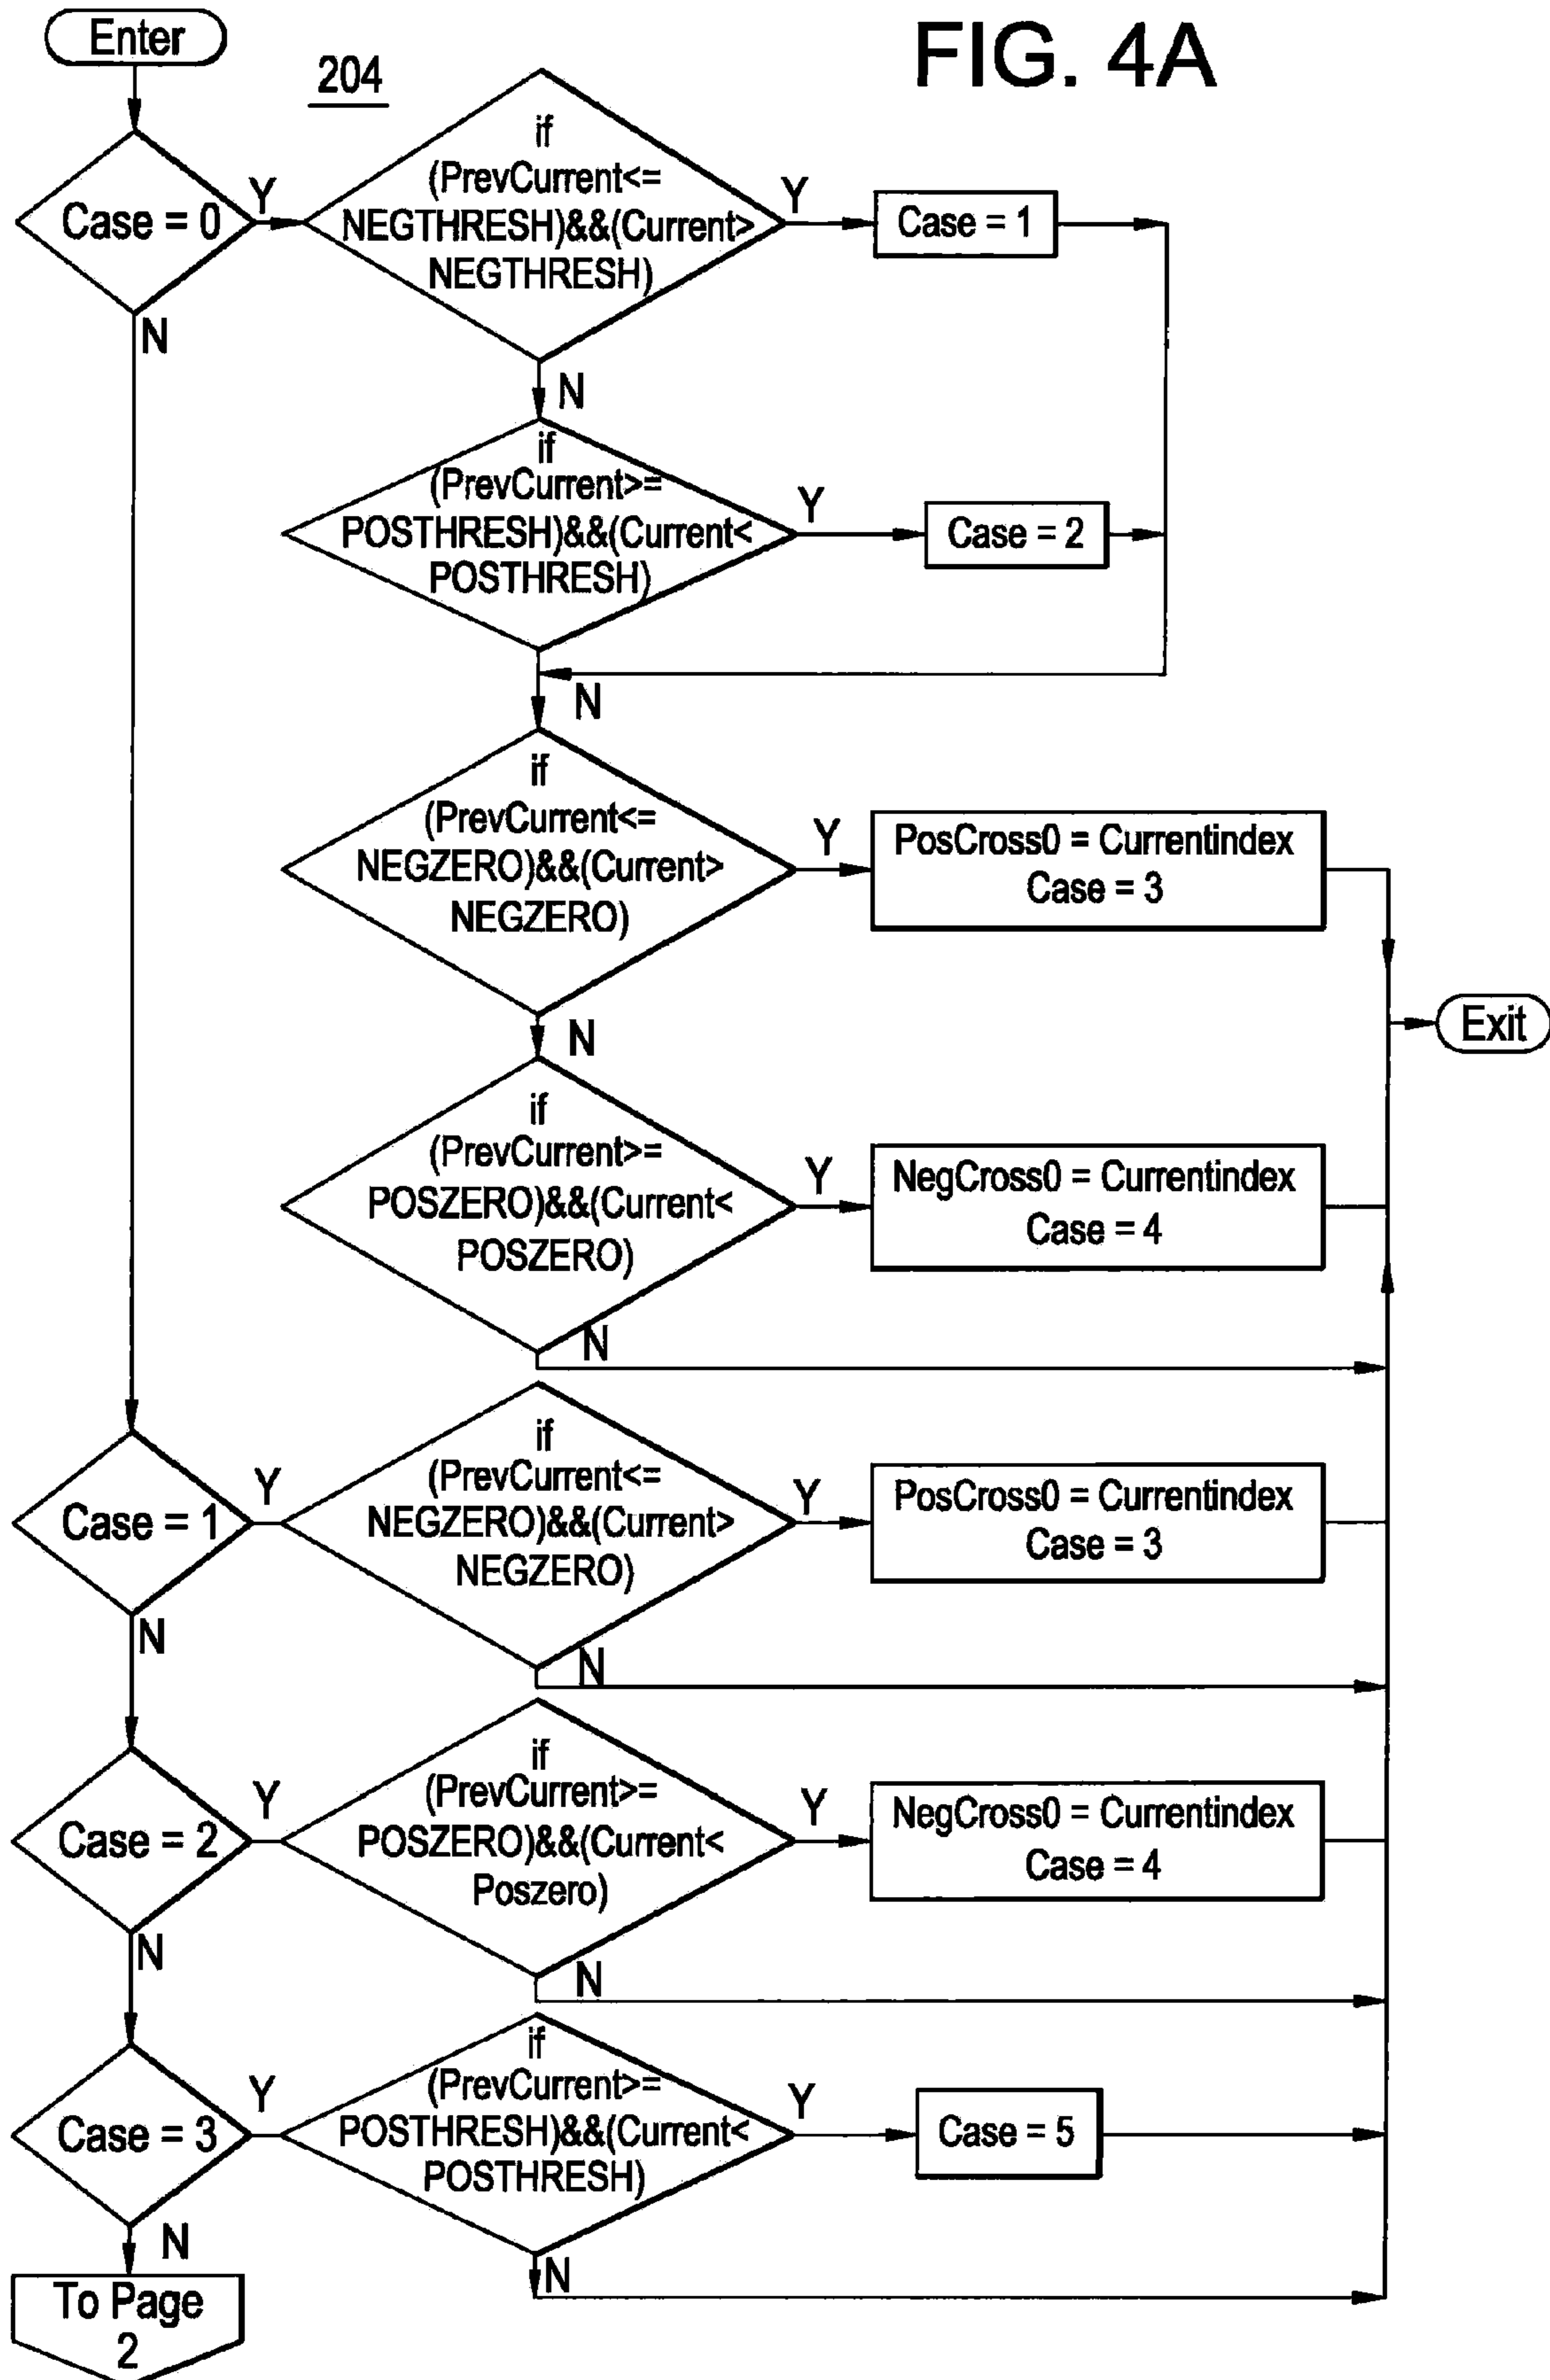 Enter
204
FIG. 4A
Case = 0
Y
if
(PrevCurrent<=
NEGTHRESH)&&(Current>
NEGTHRESH)
Y
Case = 1
N
N
if
(PrevCurrent>=
POSTHRESH)&&(Current<
POSTHRESH)
Y
Case = 2
N
if
(PrevCurrent<=
NEGZERO)&&(Current>
NEGZERO)
Y
PosCross0 = Currentindex
Case = 3
Exit
N
if
(PrevCurrent>=
POSZERO)&&(Current<
POSZERO)
Y
NegCross0 = Currentindex
Case = 4
N
Case = 1
Y
if
(PrevCurrent<=
NEGZERO)&&(Current>
NEGZERO)
Y
PosCross0 = Currentindex
Case = 3
N
N
Case = 2
Y
if
(PrevCurrent>=
POSZERO)&&(Current<
Poszero)
Y
NegCross0 = Currentindex
Case = 4
N
N
Case = 3
Y
if
(PrevCurrent>=
POSTHRESH)&&(Current<
POSTHRESH)
Y
Case = 5
N
N
To Page
2